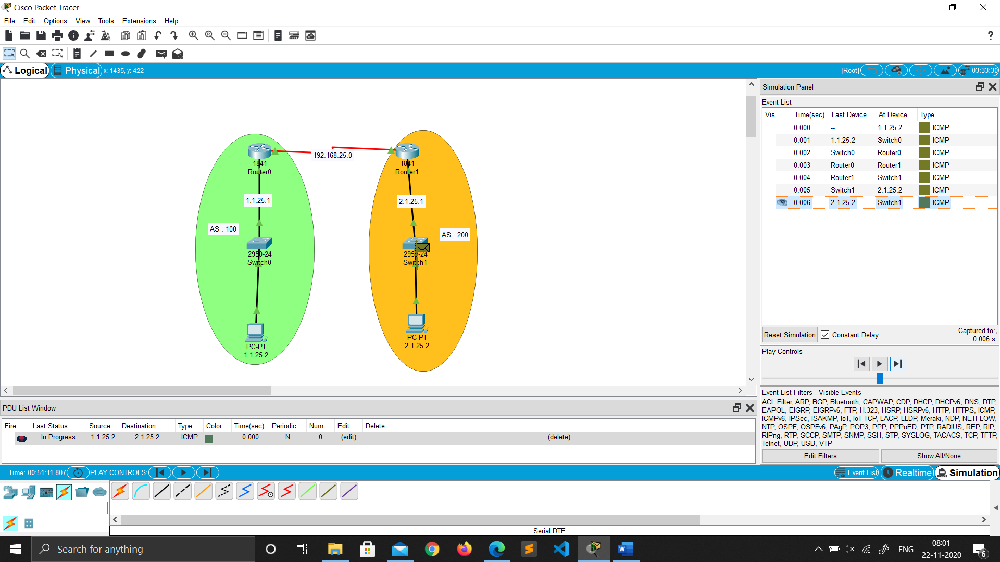 Cisco Packet Tracer
File Edit Options View Tools Extensions Help
Logical Physical x: 1435, y: 422 [Root] 03:33:30
1841
Router0
192.168.25.0
1841
Router1
1.1.25.1
2.1.25.1
AS : 100
AS : 200
2950-24
Switch0
2950-24
Switch1
PC-PT
1.1.25.2
PC-PT
2.1.25.2
Simulation Panel
Event List
Vis. Time(sec) Last Device At Device Type
0.000 -- 1.1.25.2 ICMP
0.001 1.1.25.2 Switch0 ICMP
0.002 Switch0 Router0 ICMP
0.003 Router0 Router1 ICMP
0.004 Router1 Switch1 ICMP
0.005 Switch1 2.1.25.2 ICMP
0.006 2.1.25.2 Switch1 ICMP
Reset Simulation Constant Delay Captured to:
0.006 s
Play Controls
Event List Filters - Visible Events
ACL Filter, ARP, BGP, Bluetooth, CAPWAP, CDP, DHCP, DHCPv6, DNS, DTP,
EAPOL, EIGRP, EIGRPv6, FTP, H.323, HSRP, HSRPv6, HTTP, HTTPS, ICMP,
ICMPv6, IPSec, ISAKMP, IoT, IoT TCP, LACP, LLDP, Meraki, NDP, NETFLOW,
NTP, OSPF, OSPFv6, PAgP, POP3, PPP, PPPoED, PTP, RADIUS, REP, RIP,
RIPng, RTP, SCCP, SMTP, SNMP, SSH, STP, SYSLOG, TACACS, TCP, TFTP,
Telnet, UDP, USB, VTP
Edit Filters Show All/None
PDU List Window
Fire Last Status Source Destination Type Color Time(sec) Periodic Num Edit Delete
In Progress 1.1.25.2 2.1.25.2 ICMP 0.000 N 0 (edit) (delete)
Time: 00:51:11.807 PLAY CONTROLS: Event List Realtime Simulation
Serial DTE
Search for anything
ENG
08:01
22-11-2020
6